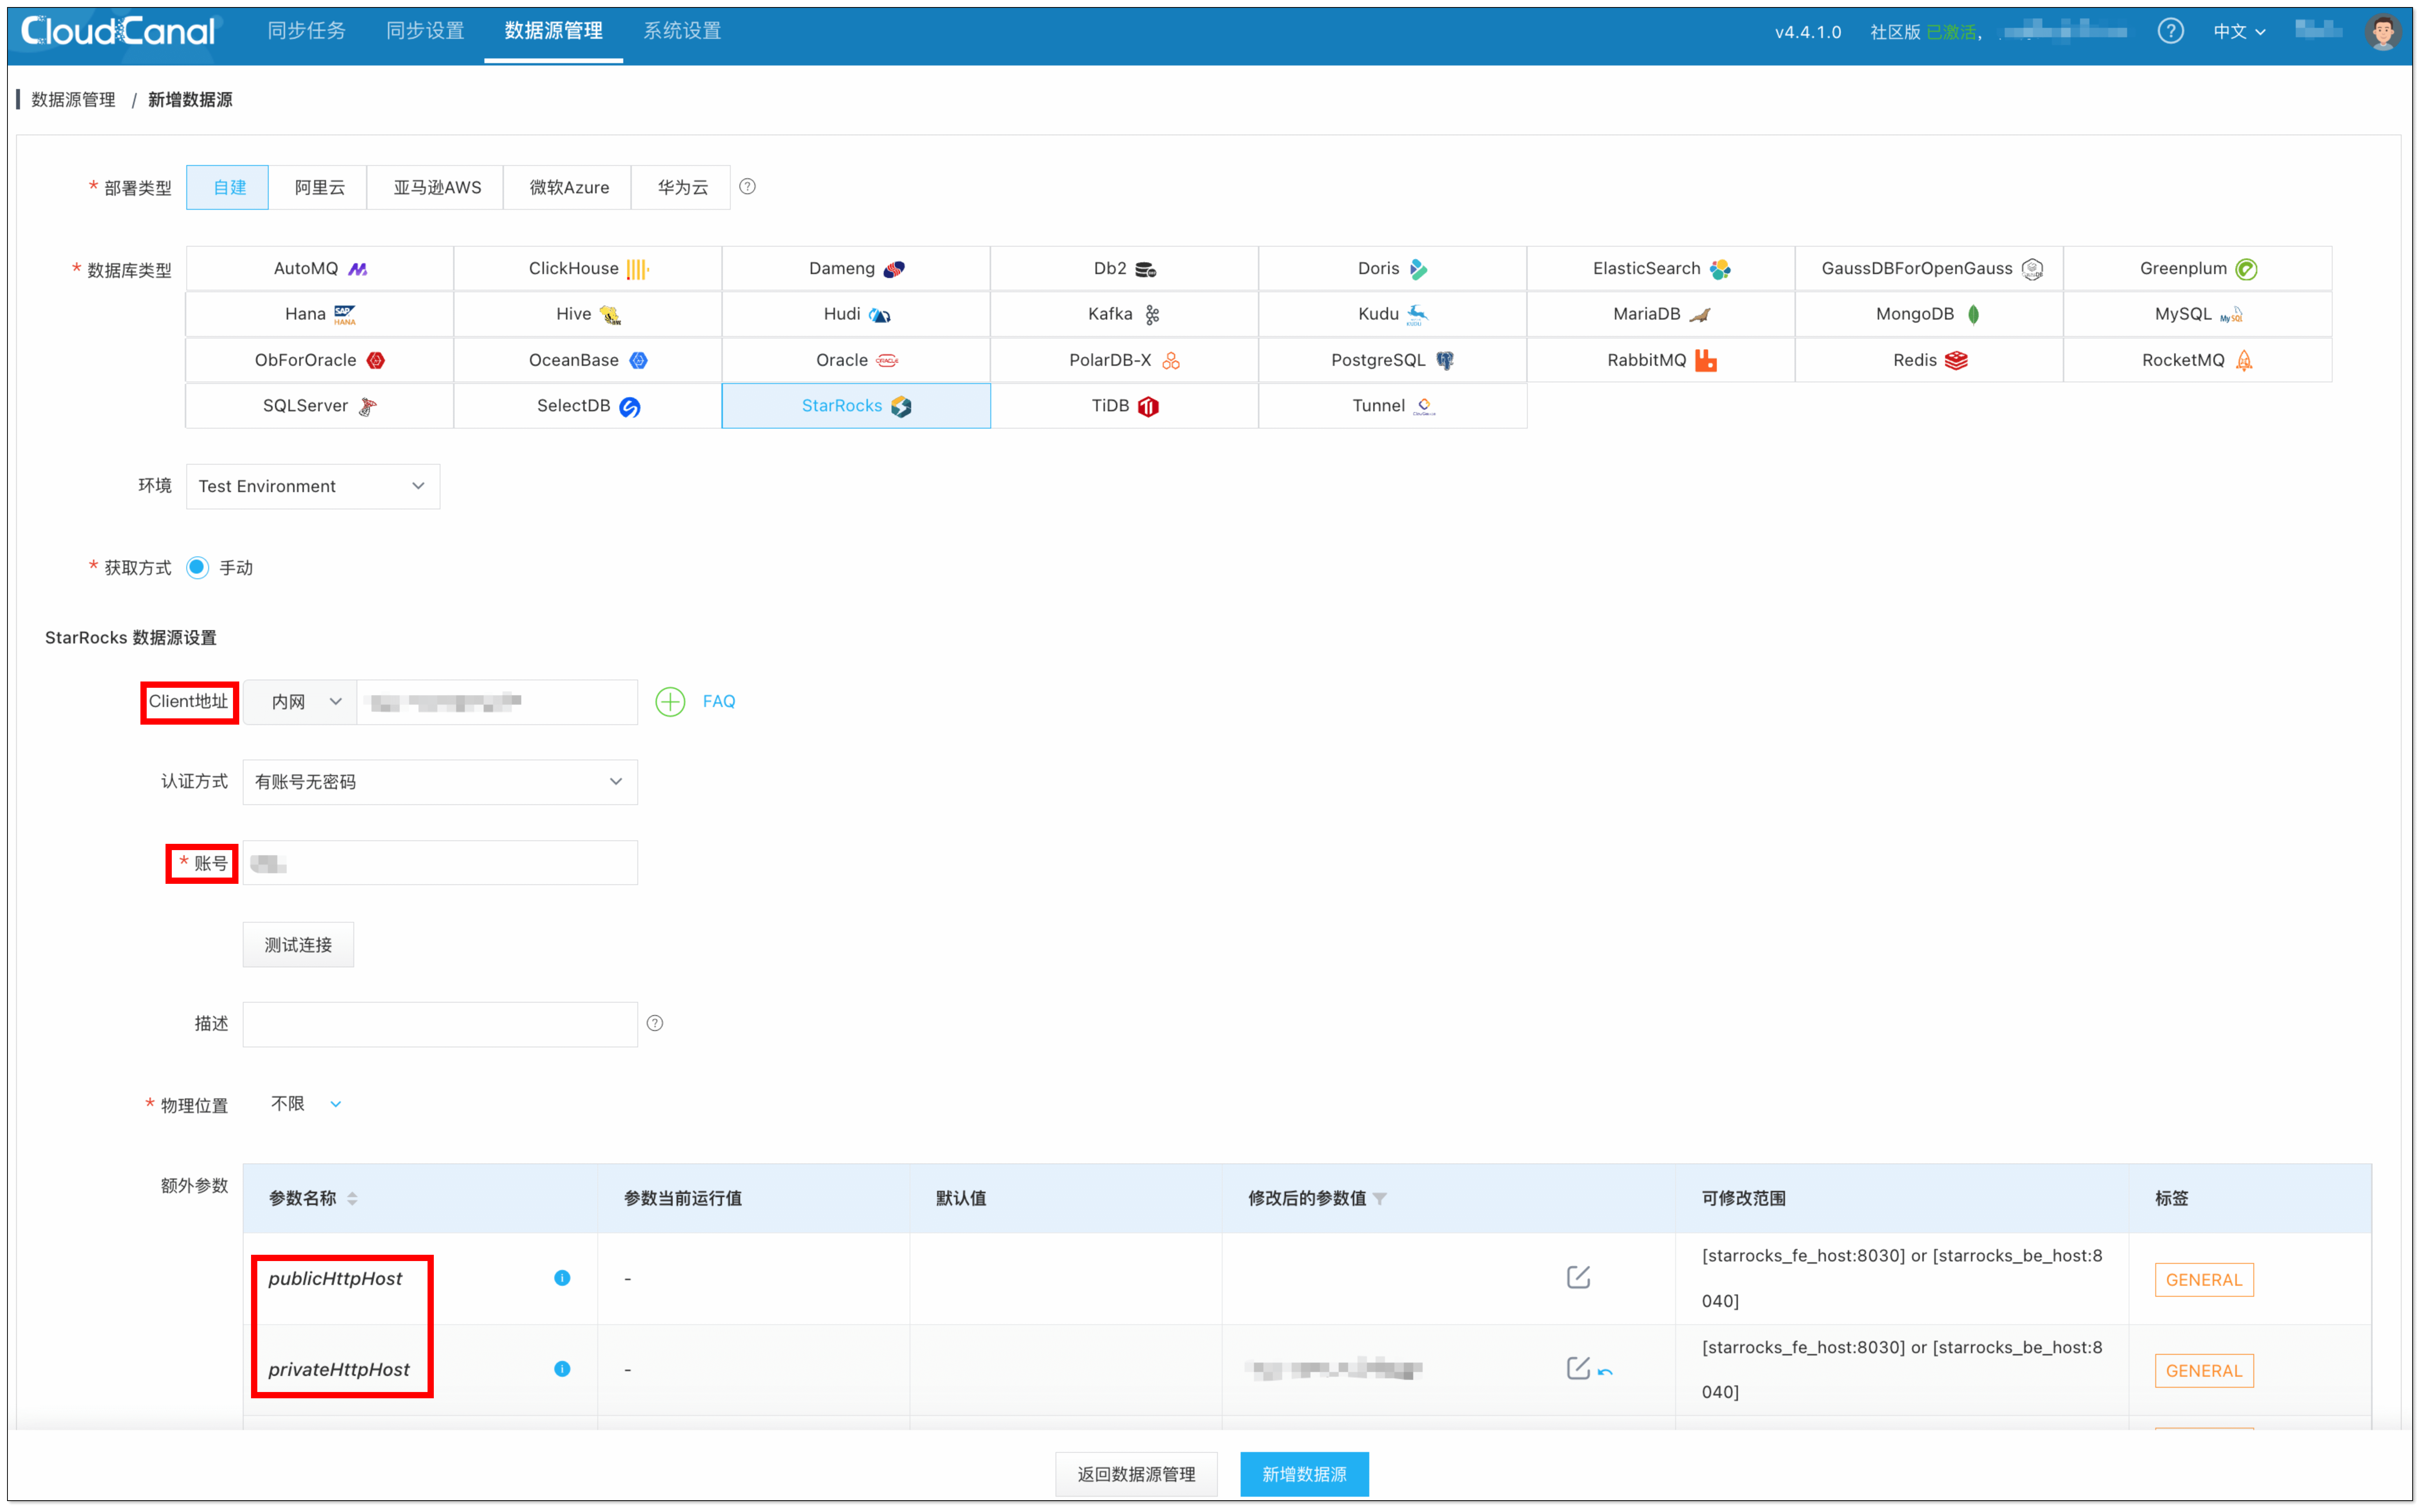 CloudCanal 同步任务 同步设置 数据源管理 系统设置 v4.4.1.0 社区版 已激活, 中文
数据源管理 / 新增数据源
* 部署类型 自建 阿里云 亚马逊AWS 微软Azure 华为云
* 数据库类型 AutoMQ ClickHouse Dameng Db2 Doris ElasticSearch GaussDBForOpenGauss Greenplum
Hana Hive Hudi Kafka Kudu MariaDB MongoDB MySQL
ObForOracle OceanBase Oracle PolarDB-X PostgreSQL RabbitMQ Redis RocketMQ
SQLServer SelectDB StarRocks TiDB Tunnel
环境 Test Environment
* 获取方式 手动
StarRocks 数据源设置
Client地址 内网 FAQ
认证方式 有账号无密码
* 账号
测试连接
描述
* 物理位置 不限
额外参数 参数名称 参数当前运行值 默认值 修改后的参数值 可修改范围 标签
publicHttpHost - [starrocks_fe_host:8030] or [starrocks_be_host:8
040] GENERAL
privateHttpHost - [starrocks_fe_host:8030] or [starrocks_be_host:8
040] GENERAL
返回数据源管理 新增数据源